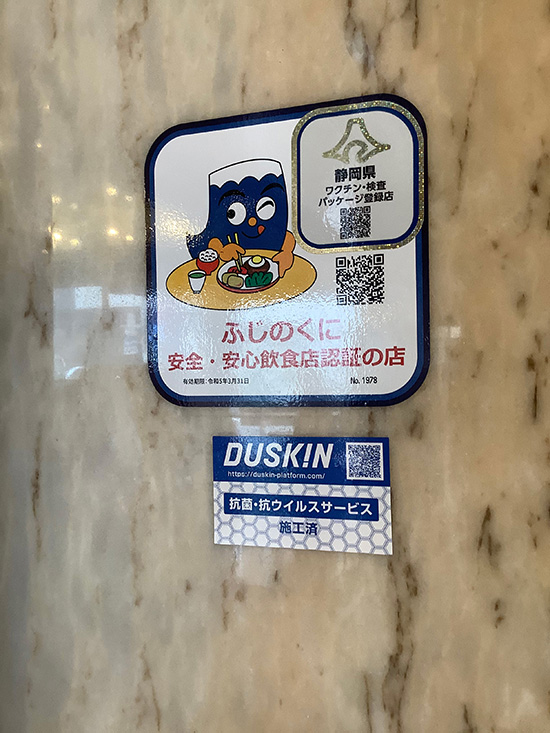 静岡県
ワクチン・検査
パッケージ登録店
ふじのくに
安全・安心飲食店認証の店
有効期限:令和5年3月31日
No. 1978
DUSK!N
https://duskin-platform.com/
抗菌・抗ウイルスサービス
施工済